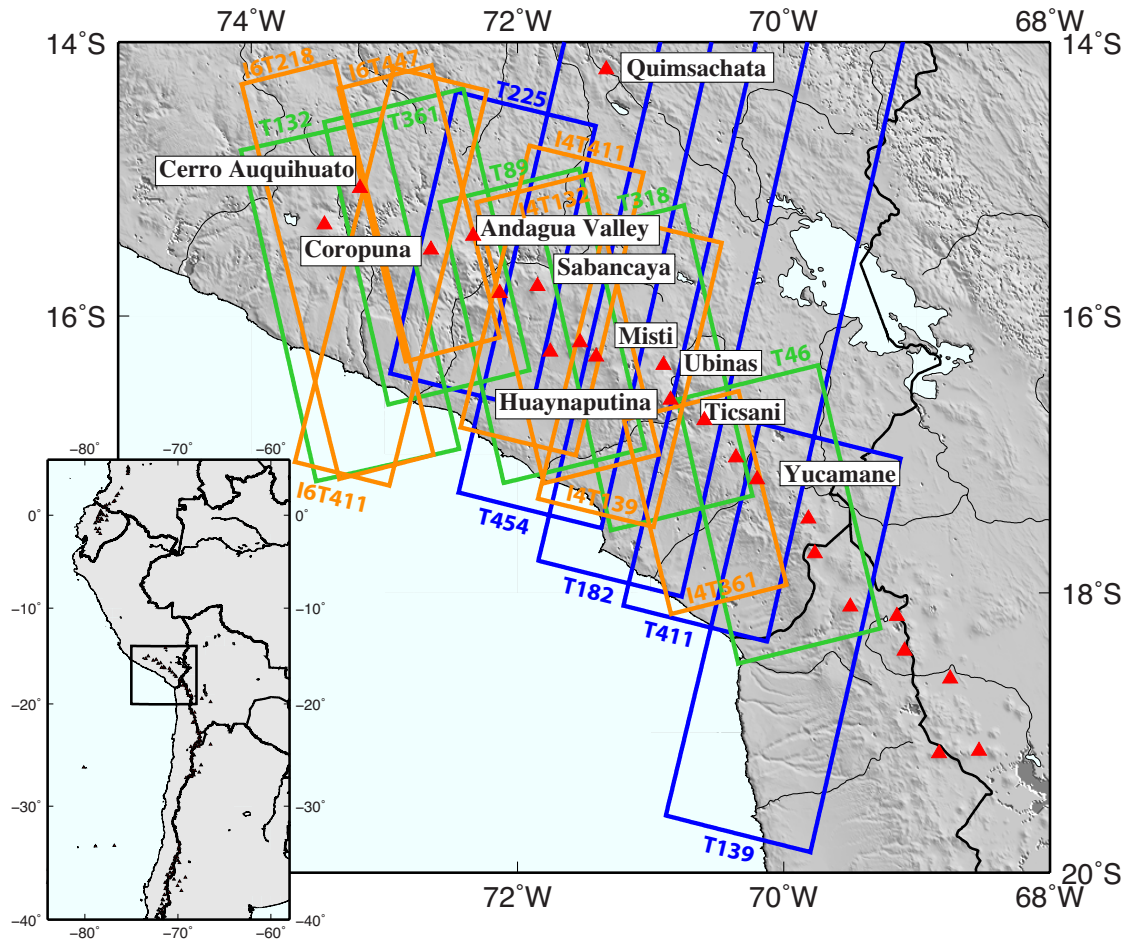 74°W 72°W 70°W 68°W
14°S 14°S
Quimsachata
I6T218 I6T447
T225
T132 T361
I4T411
Cerro Auquihuato
T89
I4T132 T318
Andagua Valley
Coropuna
Sabancaya
16°S 16°S
Misti
Ubinas
T46
Huaynaputina
Ticsani
Yucamane
I6T411
I4T139
T454
T182
I4T361
T411
18°S
T139
20°S
72°W 70°W 68°W
−80˚ −70˚ −60˚
0˚ 0˚
−10˚ −10˚
−20˚ −20˚
−30˚ −30˚
−40˚ −40˚
−80˚ −70˚ −60˚